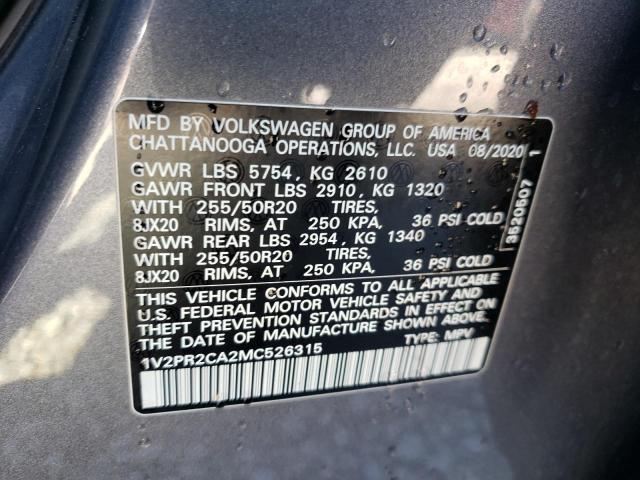 MFD BY VOLKSWAGEN GROUP OF AMERICA
CHATTANOOGA OPERATIONS, LLC. USA 08/2020
GVWR LBS 5754, KG 2610
GAWR FRONT LBS 2910, KG 1320
WITH 255/50R20 TIRES,
8JX20 RIMS, AT 250 KPA, 36 PSI COLD
GAWR REAR LBS 2954, KG 1340
WITH 255/50R20 TIRES,
8JX20 RIMS, AT 250 KPA, 36 PSI COLD
THIS VEHICLE CONFORMS TO ALL APPLICABLE
U.S. FEDERAL MOTOR VEHICLE SAFETY AND
THEFT PREVENTION STANDARDS IN EFFECT ON
THE DATE OF MANUFACTURE SHOWN ABOVE.
1V2PR2CA2MC526315 TYPE: MPV
3520507 1